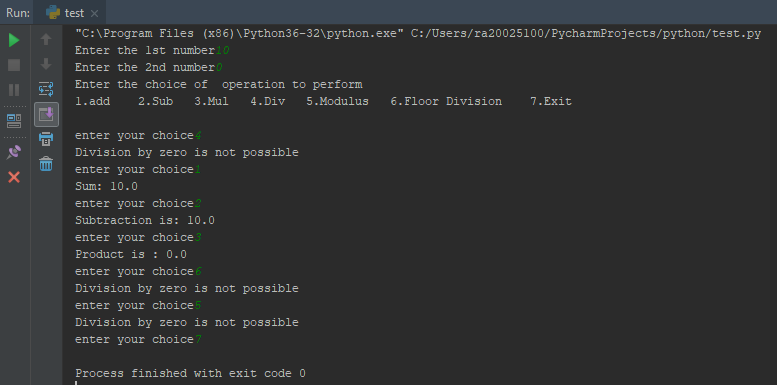 Run: test ×
"C:\Program Files (x86)\Python36-32\python.exe" C:/Users/ra20025100/PycharmProjects/python/test.py
Enter the 1st number10
Enter the 2nd number0
Enter the choice of  operation to perform
1.add    2.Sub   3.Mul   4.Div   5.Modulus   6.Floor Division    7.Exit
enter your choice4
Division by zero is not possible
enter your choice1
Sum: 10.0
enter your choice2
Subtraction is: 10.0
enter your choice3
Product is : 0.0
enter your choice6
Division by zero is not possible
enter your choice5
Division by zero is not possible
enter your choice7
Process finished with exit code 0